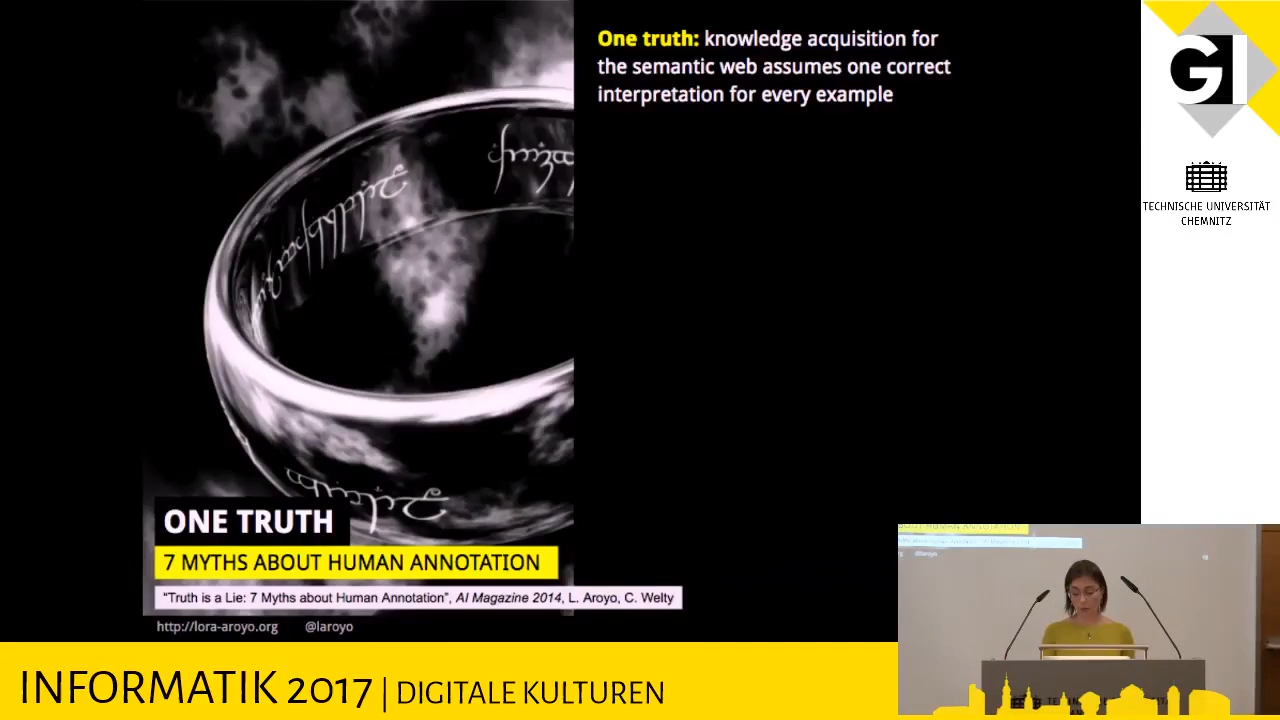 One truth: knowledge acquisition for
the semantic web assumes one correct
interpretation for every example
ONE TRUTH
7 MYTHS ABOUT HUMAN ANNOTATION
"Truth is a Lie: 7 Myths about Human Annotation", AI Magazine 2014, L. Aroyo, C. Welty
http://lora-aroyo.org @laroyo
GI
TECHNISCHE UNIVERSITÄT
CHEMNITZ
INFORMATIK 2017 | DIGITALE KULTUREN
@laroyo